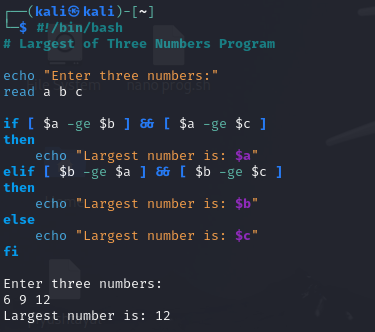 ┌──(kali㉿kali)-[~]
└─$ #!/bin/bash
# Largest of Three Numbers Program

echo "Enter three numbers:"
read a b c

if [ $a -ge $b ] && [ $a -ge $c ]
then
    echo "Largest number is: $a"
elif [ $b -ge $a ] && [ $b -ge $c ]
then
    echo "Largest number is: $b"
else
    echo "Largest number is: $c"
fi

Enter three numbers:
6 9 12
Largest number is: 12